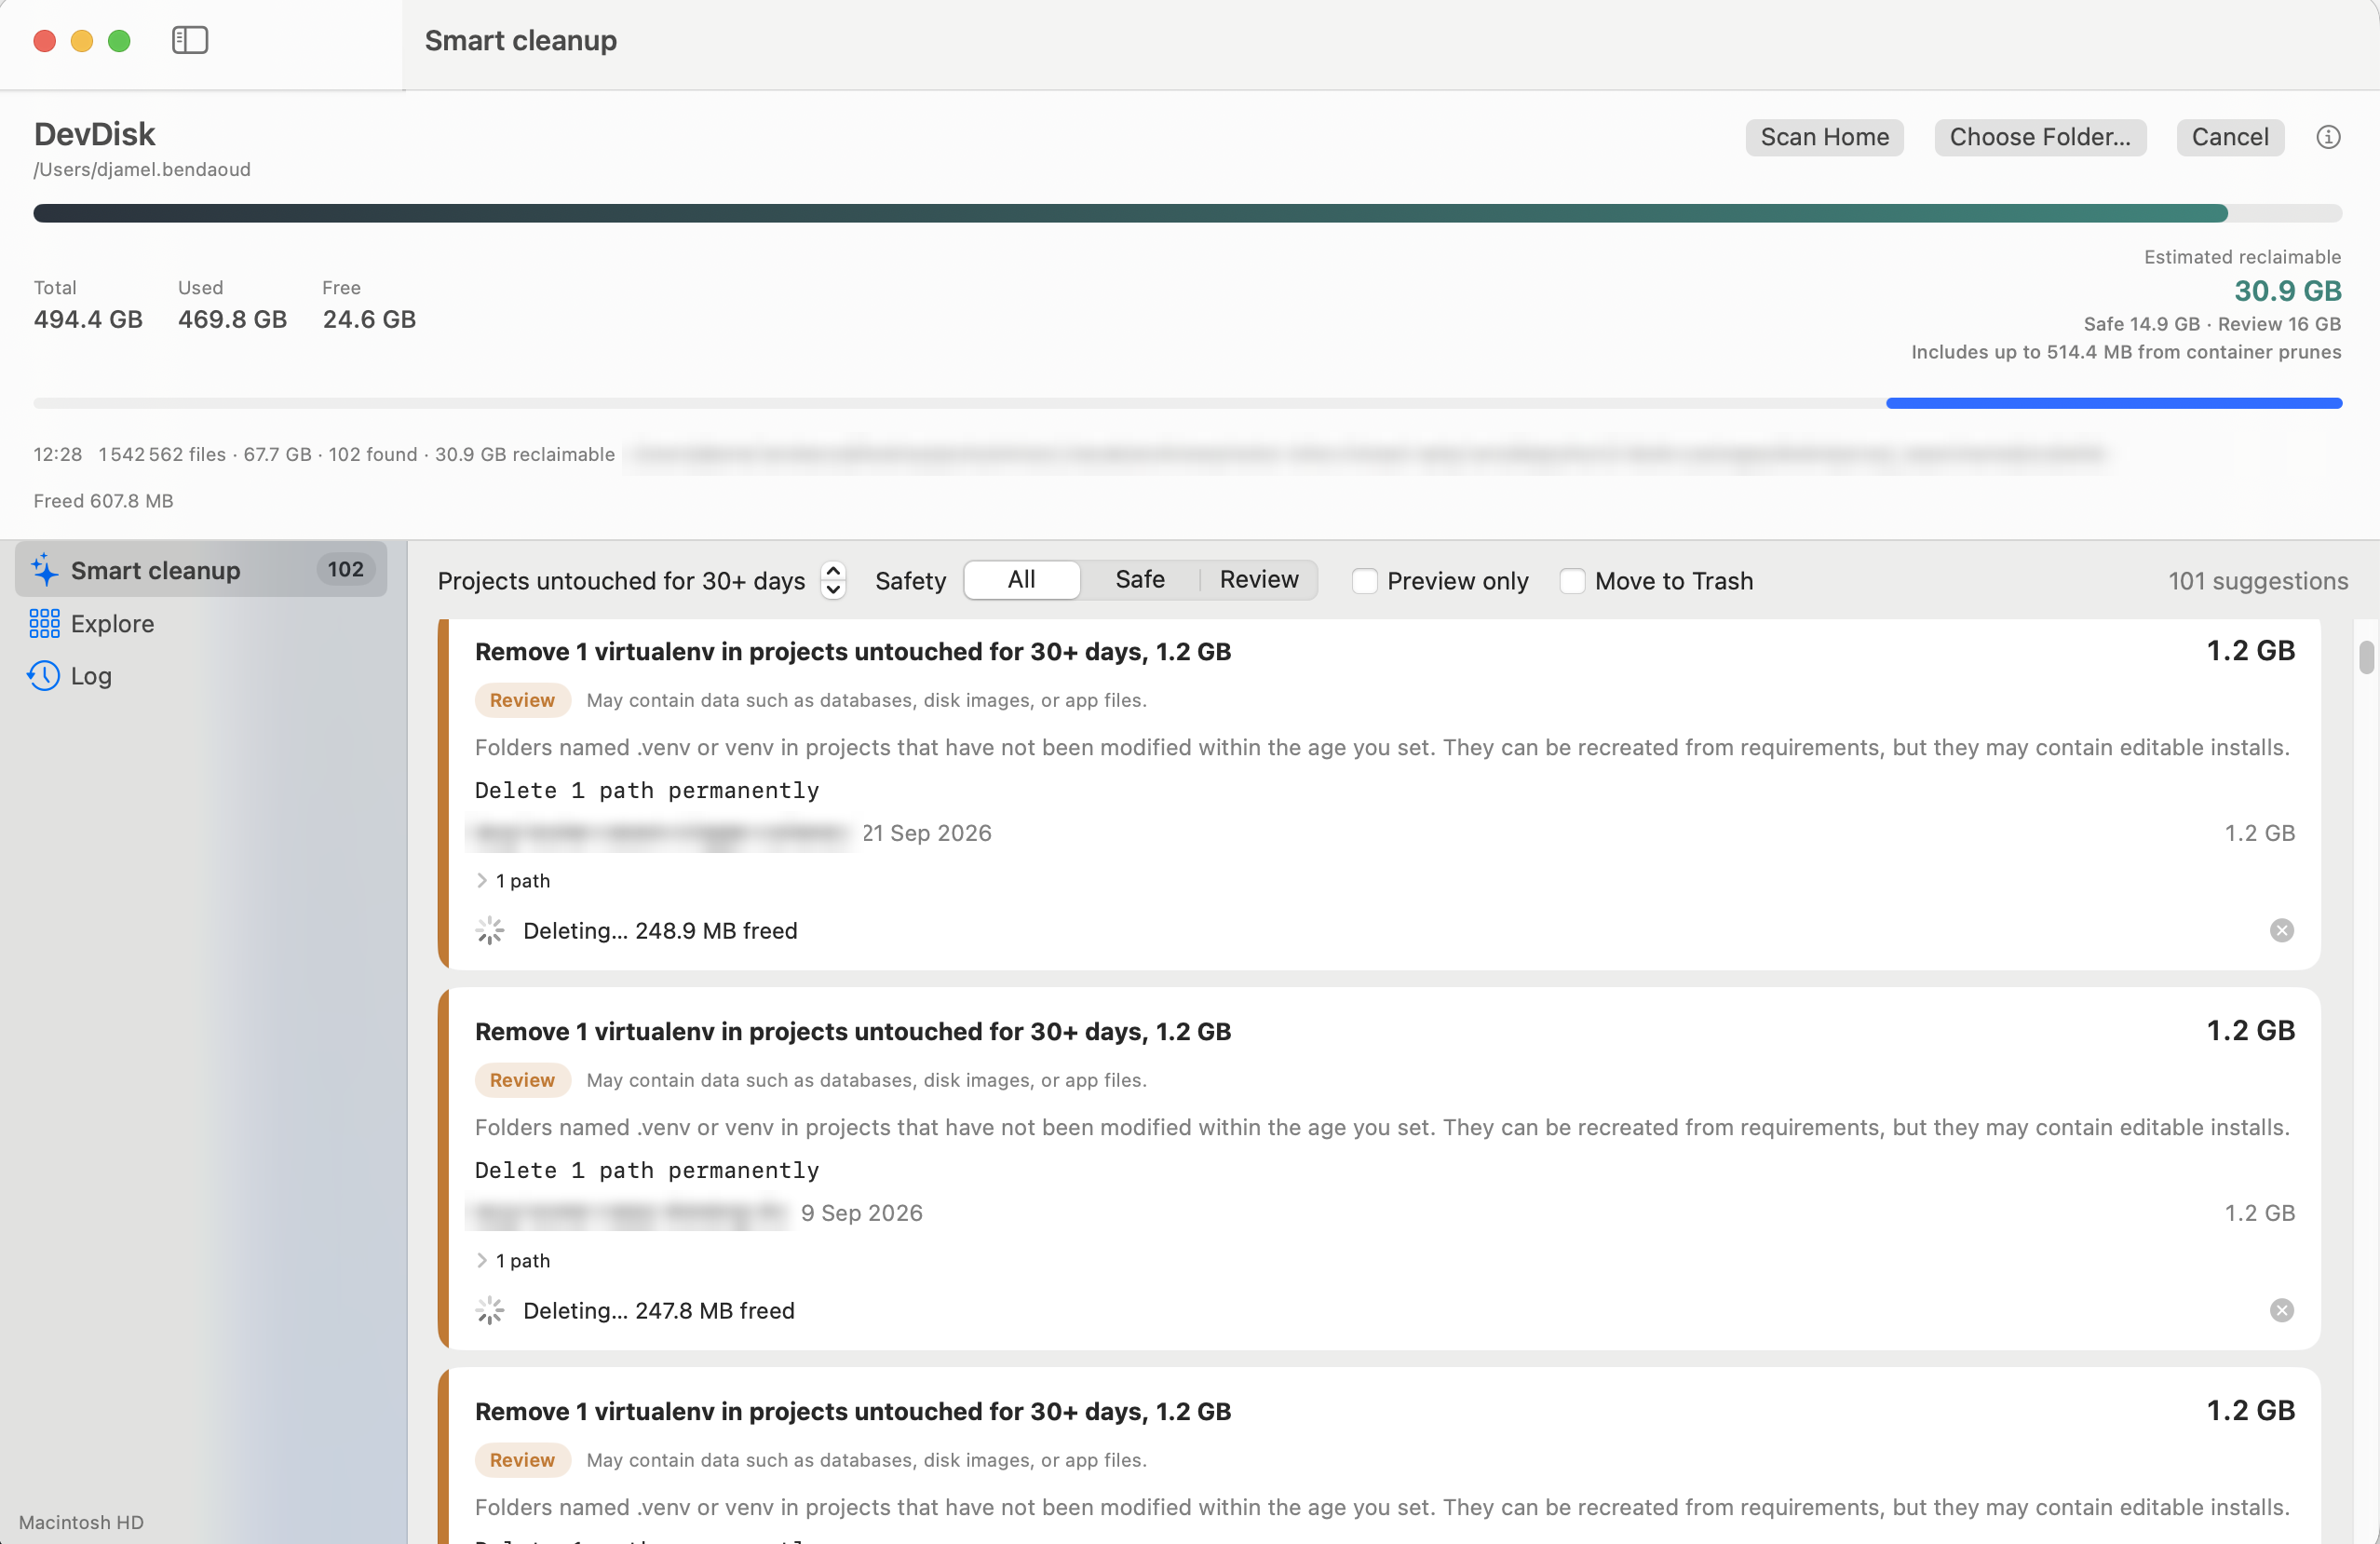 Smart cleanup
DevDisk
Scan Home Choose Folder... Cancel
/Users/djamel.bendaoud
Estimated reclaimable
Total Used Free
30.9 GB
494.4 GB 469.8 GB 24.6 GB
Safe 14.9 GB · Review 16 GB
Includes up to 514.4 MB from container prunes
12:28 1 542 562 files · 67.7 GB · 102 found · 30.9 GB reclaimable
Freed 607.8 MB
Smart cleanup 102
Explore
Log
Macintosh HD
Projects untouched for 30+ days Safety All Safe Review Preview only Move to Trash 101 suggestions
Remove 1 virtualenv in projects untouched for 30+ days, 1.2 GB 1.2 GB
Review May contain data such as databases, disk images, or app files.
Folders named .venv or venv in projects that have not been modified within the age you set. They can be recreated from requirements, but they may contain editable installs.
Delete 1 path permanently
21 Sep 2026 1.2 GB
1 path
Deleting... 248.9 MB freed
Remove 1 virtualenv in projects untouched for 30+ days, 1.2 GB 1.2 GB
Review May contain data such as databases, disk images, or app files.
Folders named .venv or venv in projects that have not been modified within the age you set. They can be recreated from requirements, but they may contain editable installs.
Delete 1 path permanently
9 Sep 2026 1.2 GB
1 path
Deleting... 247.8 MB freed
Remove 1 virtualenv in projects untouched for 30+ days, 1.2 GB 1.2 GB
Review May contain data such as databases, disk images, or app files.
Folders named .venv or venv in projects that have not been modified within the age you set. They can be recreated from requirements, but they may contain editable installs.